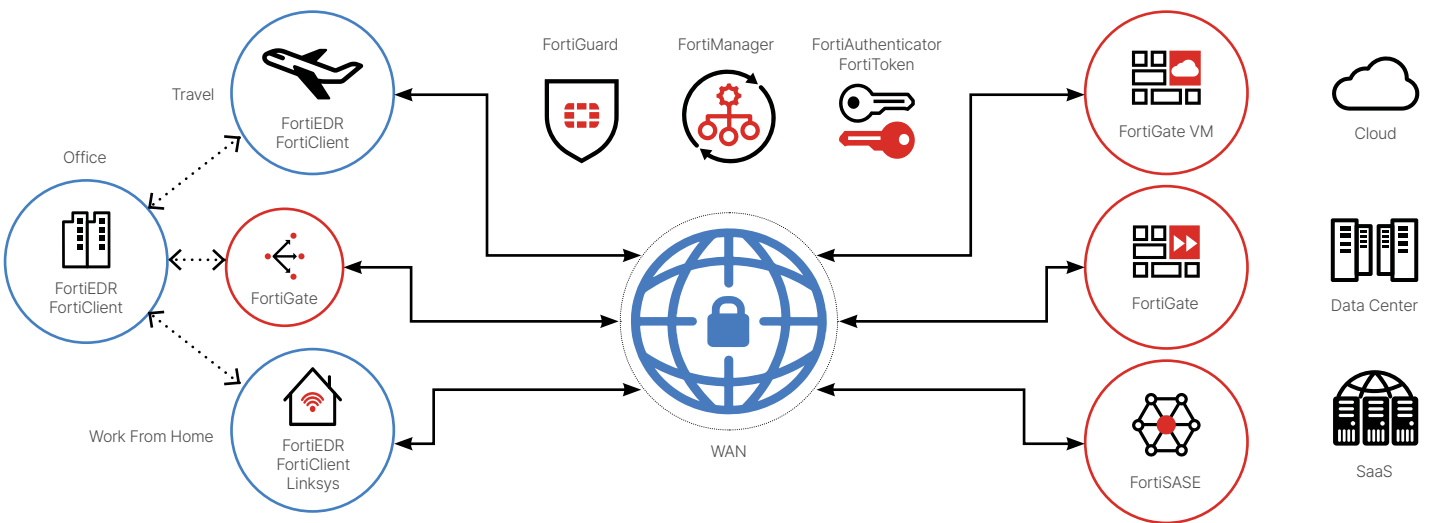 FortiGuard
FortiManager
FortiAuthenticator
FortiToken
Travel
FortiEDR
FortiClient
Office
FortiEDR
FortiClient
FortiGate
Work From Home
FortiEDR
FortiClient
Linksys
WAN
FortiGate VM
Cloud
FortiGate
Data Center
FortiSASE
SaaS